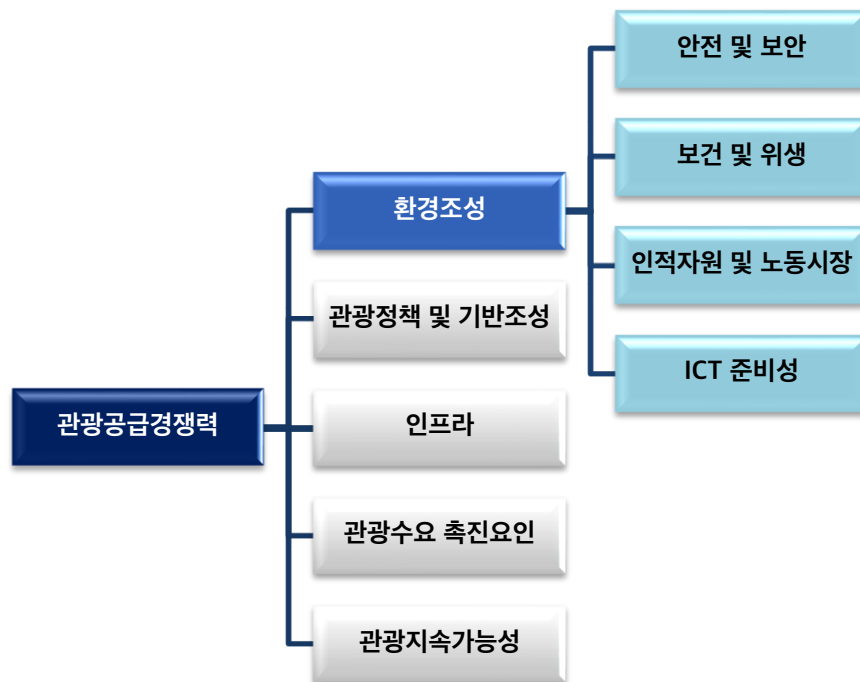 안전 및 보안
보건 및 위생
환경조성
인적자원 및 노동시장
관광정책 및 기반조성
ICT 준비성
관광공급경쟁력
인프라
관광수요 촉진요인
관광지속가능성